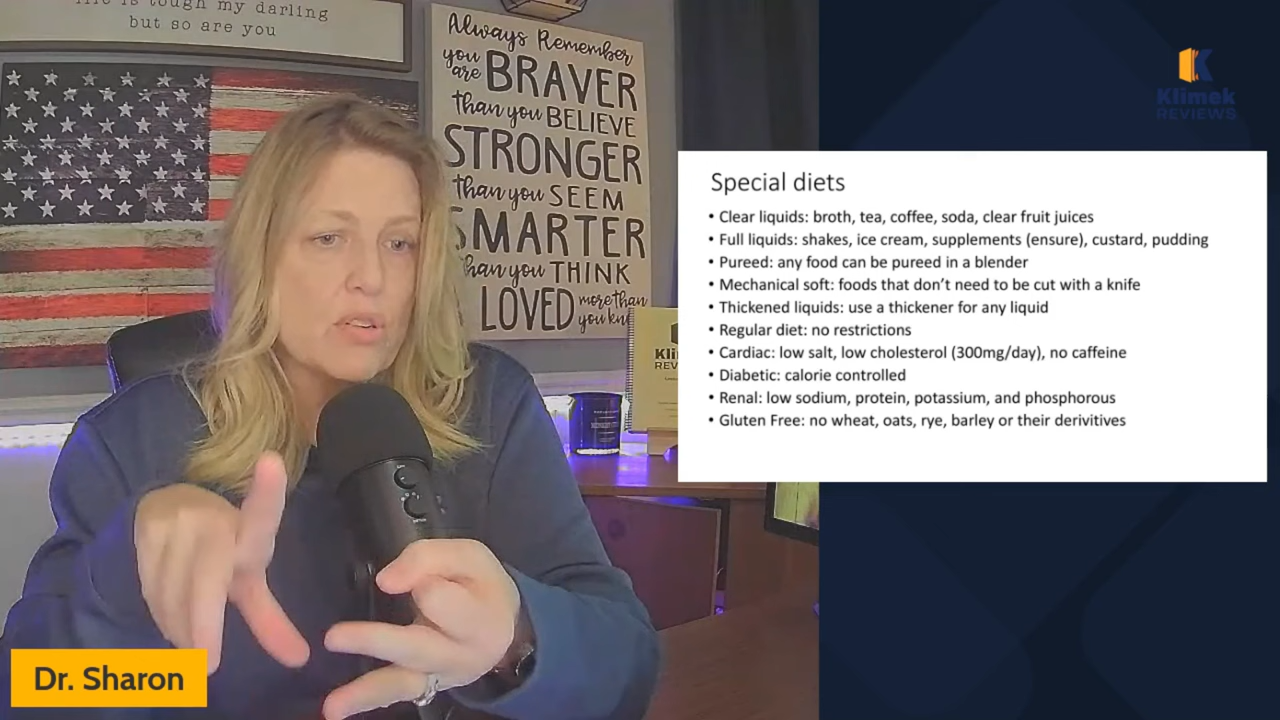 life is tough my darling
but so are you
Always Remember
you are BRAVER
than you BELIEVE
STRONGER
than you SEEM
SMARTER
than you THINK
LOVED more than
you
Klimek
REVIEWS
Special diets
• Clear liquids: broth, tea, coffee, soda, clear fruit juices
• Full liquids: shakes, ice cream, supplements (ensure), custard, pudding
• Pureed: any food can be pureed in a blender
• Mechanical soft: foods that don’t need to be cut with a knife
• Thickened liquids: use a thickener for any liquid
• Regular diet: no restrictions
• Cardiac: low salt, low cholesterol (300mg/day), no caffeine
• Diabetic: calorie controlled
• Renal: low sodium, protein, potassium, and phosphorous
• Gluten Free: no wheat, oats, rye, barley or their derivitives
Dr. Sharon